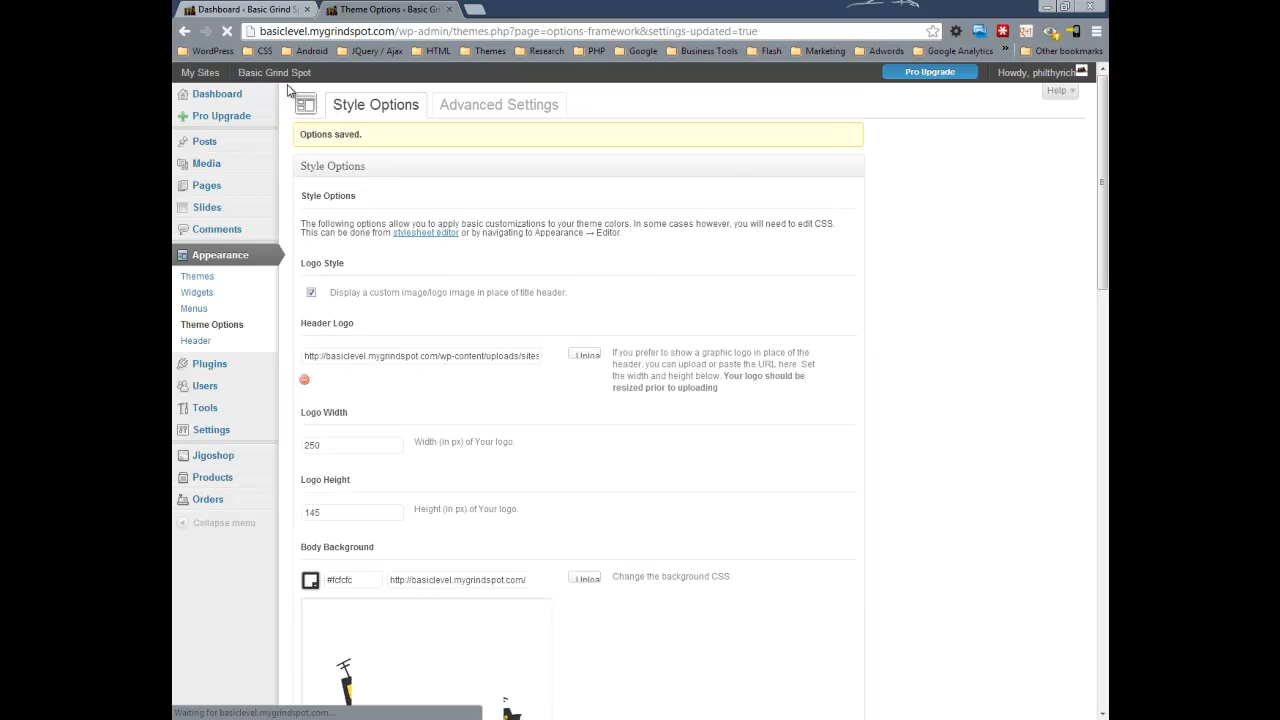 Dashboard ‹ Basic Grind S
Theme Options ‹ Basic Gri
basiclevel.mygrindspot.com/wp-admin/themes.php?page=options-framework&settings-updated=true
WordPress CSS Android JQuery / Ajax HTML Themes Research PHP Google Business Tools Flash Marketing Adwords Google Analytics » Other bookmarks
My Sites Basic Grind Spot Pro Upgrade Howdy, philthyrich
Help
Dashboard
Pro Upgrade
Posts
Media
Pages
Slides
Comments
Appearance
Themes
Widgets
Menus
Theme Options
Header
Plugins
Users
Tools
Settings
Jigoshop
Products
Orders
Collapse menu
Style Options Advanced Settings
Options saved.
Style Options
Style Options
The following options allow you to apply basic customizations to your theme colors. In some cases however, you will need to edit CSS.
This can be done from stylesheet editor or by navigating to Appearance → Editor.
Logo Style
Display a custom image/logo image in place of title header.
Header Logo
http://basiclevel.mygrindspot.com/wp-content/uploads/sites
Uploa
If you prefer to show a graphic logo in place of the
header, you can upload or paste the URL here. Set
the width and height below. Your logo should be
resized prior to uploading
Logo Width
250
Width (in px) of Your logo.
Logo Height
145
Height (in px) of Your logo.
Body Background
#fcfcfc
http://basiclevel.mygrindspot.com/
Uploa
Change the background CSS.
Waiting for basiclevel.mygrindspot.com...